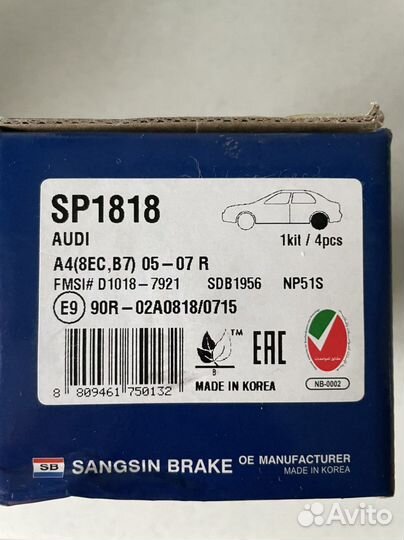 SP1818
AUDI
1kit / 4pcs
A4(8EC,B7) 05-07 R
FMSI# D1018-7921 SDB1956 NP51S
E9 90R-02A0818/0715
TM
B
EAC
NB-0002
MADE IN KOREA
8 809461 750132
SB SANGSIN BRAKE OE MANUFACTURER
MADE IN KOREA
Avito